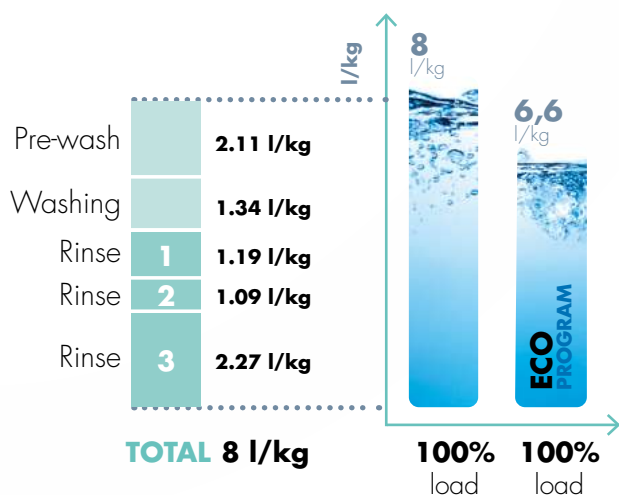 Pre-wash 2.11 l/kg
Washing 1.34 l/kg
Rinse 1 1.19 l/kg
Rinse 2 1.09 l/kg
Rinse 3 2.27 l/kg
TOTAL 8 l/kg
l/kg
8
l/kg
6,6
l/kg
ECO
PROGRAM
100%
load
100%
load